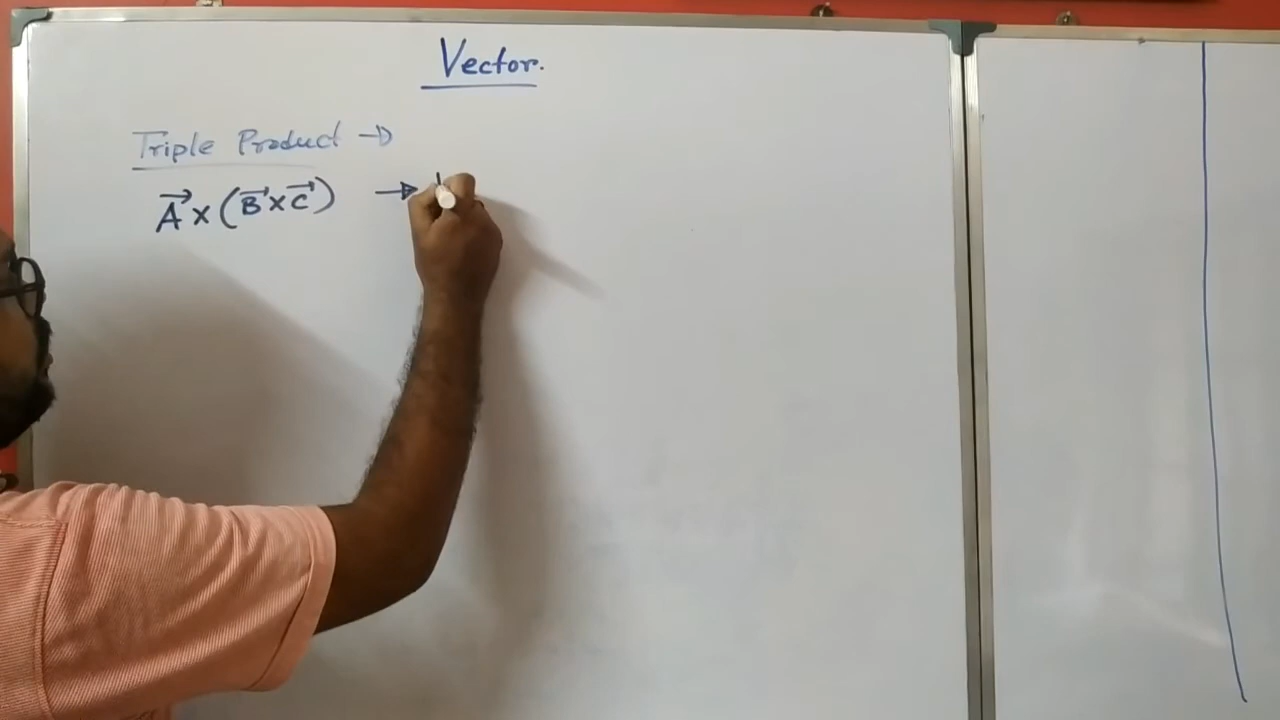 Vector.
Triple Product →
A⃗ × (B⃗ × C⃗) →